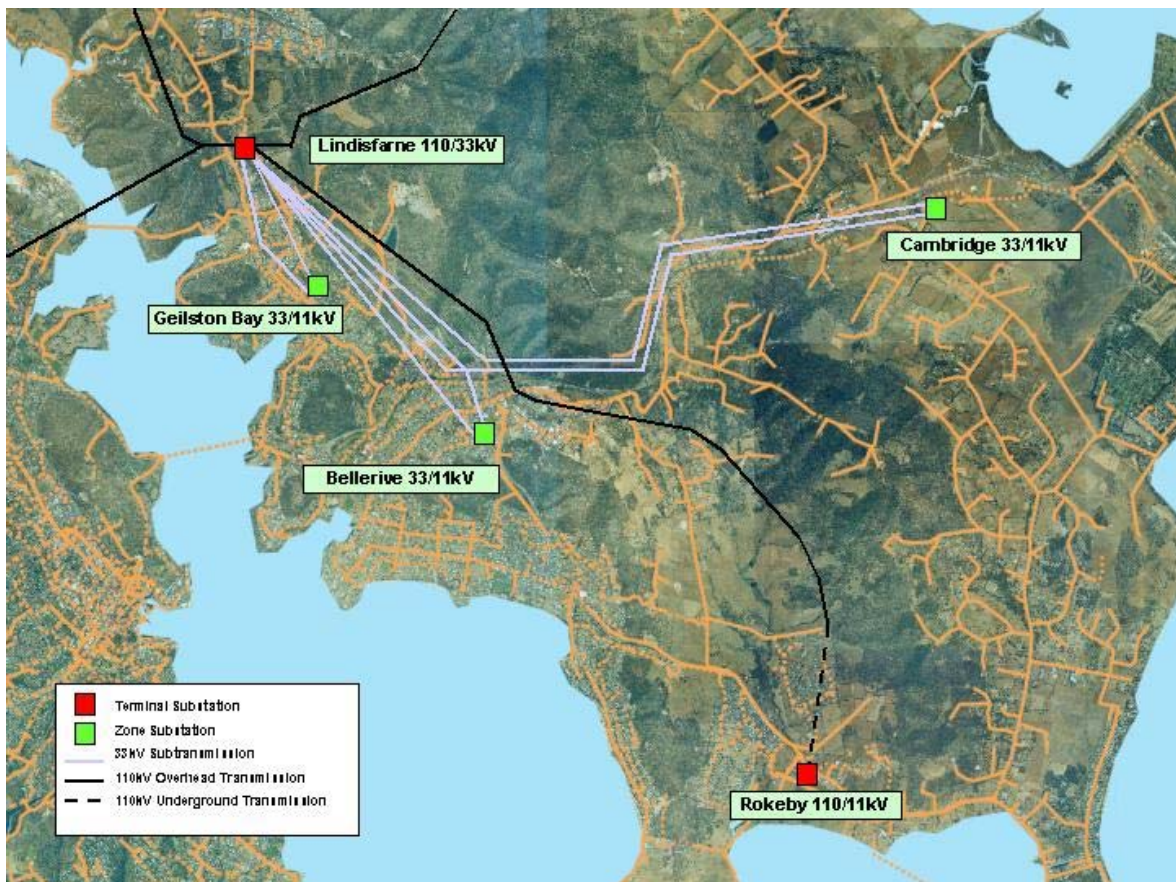 Lindisfarne 110/33kV
Cambridge 33/11kV
Geilston Bay 33/11kV
Bellerive 33/11kV
Terminal Substation
Zone Substation
33kV Subtransmission
110kV Overhead Transmission
110kV Underground Transmission
Rokeby 110/11kV